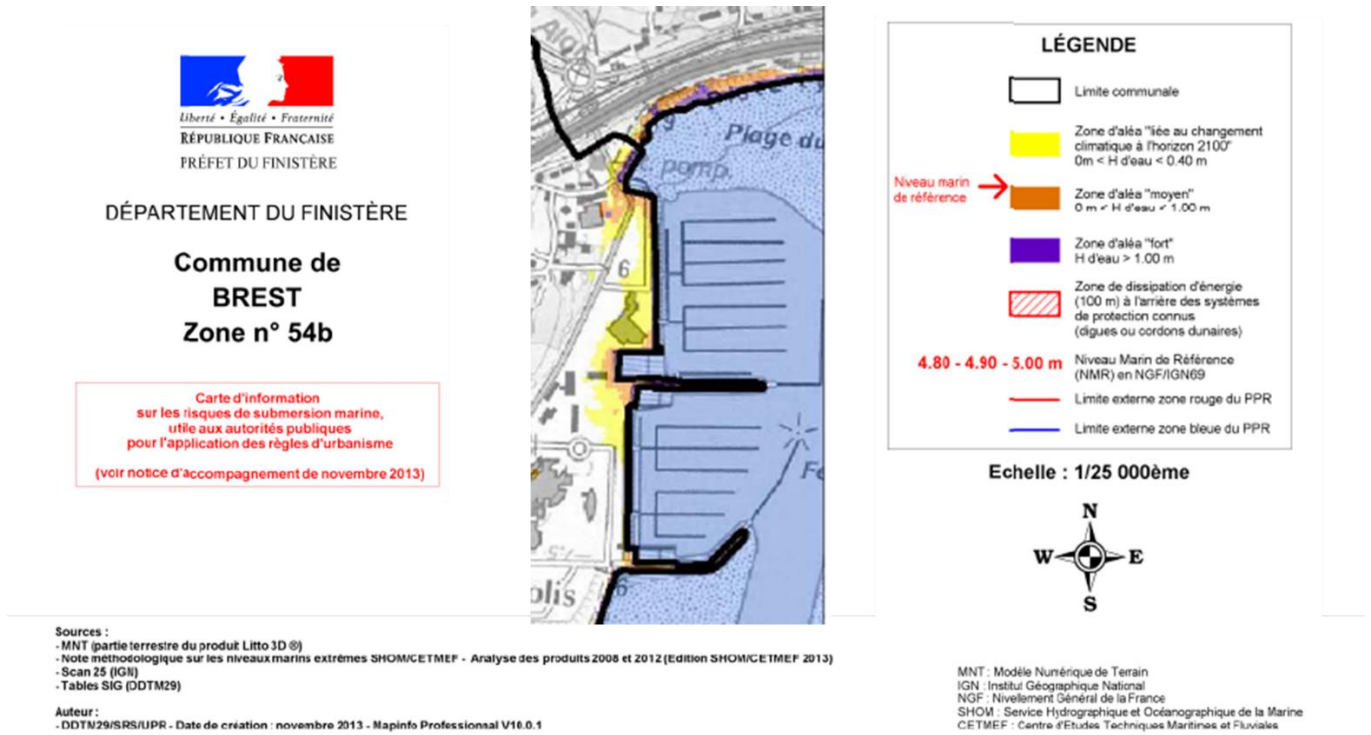 Liberté • Égalité • Fraternité
RÉPUBLIQUE FRANÇAISE
PRÉFET DU FINISTÈRE
DÉPARTEMENT DU FINISTÈRE
Commune de
BREST
Zone n° 54b
Carte d'information
sur les risques de submersion marine,
utile aux autorités publiques
pour l'application des règles d'urbanisme
(voir notice d'accompagnement de novembre 2013)
Plage du
pomp.
6
Fe
olis
6
LÉGENDE
Limite communale
Zone d'aléa "liée au changement
climatique à l'horizon 2100"
0m < H d'eau < 0.40 m
Niveau marin
de référence
Zone d'aléa "moyen"
0 m < H d'eau < 1.00 m
Zone d'aléa "fort"
H d'eau > 1.00 m
Zone de dissipation d'énergie
(100 m) à l'arrière des systèmes
de protection connus
(digues ou cordons dunaires)
4.80 - 4.90 - 5.00 m
Niveau Marin de Référence
(NMR) en NGF/IGN69
Limite externe zone rouge du PPR
Limite externe zone bleue du PPR
Echelle : 1/25 000ème
N
W E
S
Sources :
- MNT (partie terrestre du produit Litto 3D ®)
- Note méthodologique sur les niveaux marins extrêmes SHOM/CETMEF - Analyse des produits 2008 et 2012 (Edition SHOM/CETMEF 2013)
- Scan 25 (IGN)
- Tables SIG (DDTM29)
Auteur :
- DDTM29/SRS/UPR - Date de création : novembre 2013 - Mapinfo Professionnal V10.0.1
MNT : Modèle Numérique de Terrain
IGN : Institut Géographique National
NGF : Nivellement Général de la France
SHOM : Service Hydrographique et Océanographique de la Marine
CETMEF : Centre d'Etudes Techniques Maritimes et Fluviales